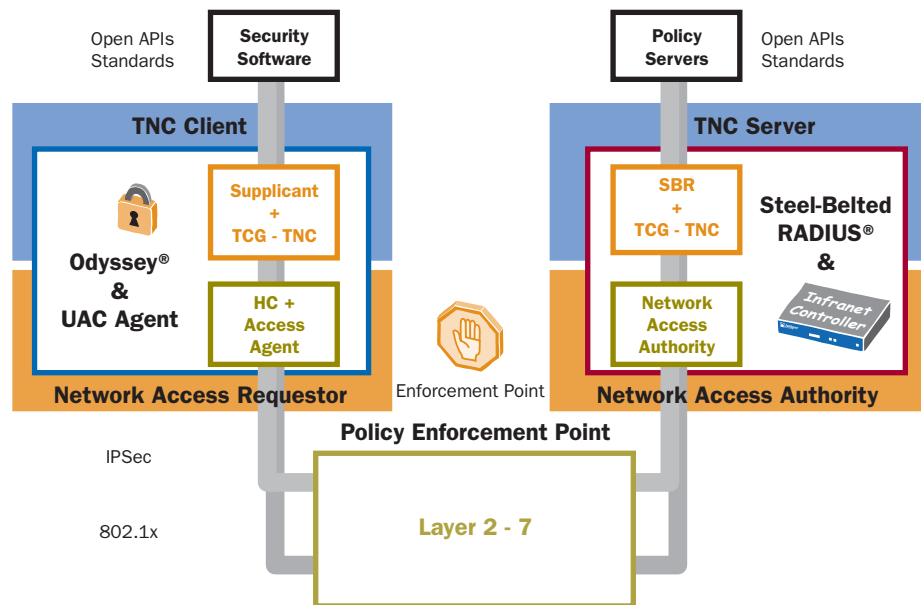 Open APIs
Standards
Security
Software
Policy
Servers
Open APIs
Standards
TNC Client
TNC Server
Supplicant
+
TCG - TNC
SBR
+
TCG - TNC
Odyssey®
&
UAC Agent
Steel-Belted
RADIUS®
&
HC +
Access
Agent
Network
Access
Authority
Infranet
Controller
Enforcement Point
Network Access Requestor
Network Access Authority
Policy Enforcement Point
IPSec
802.1x
Layer 2 - 7